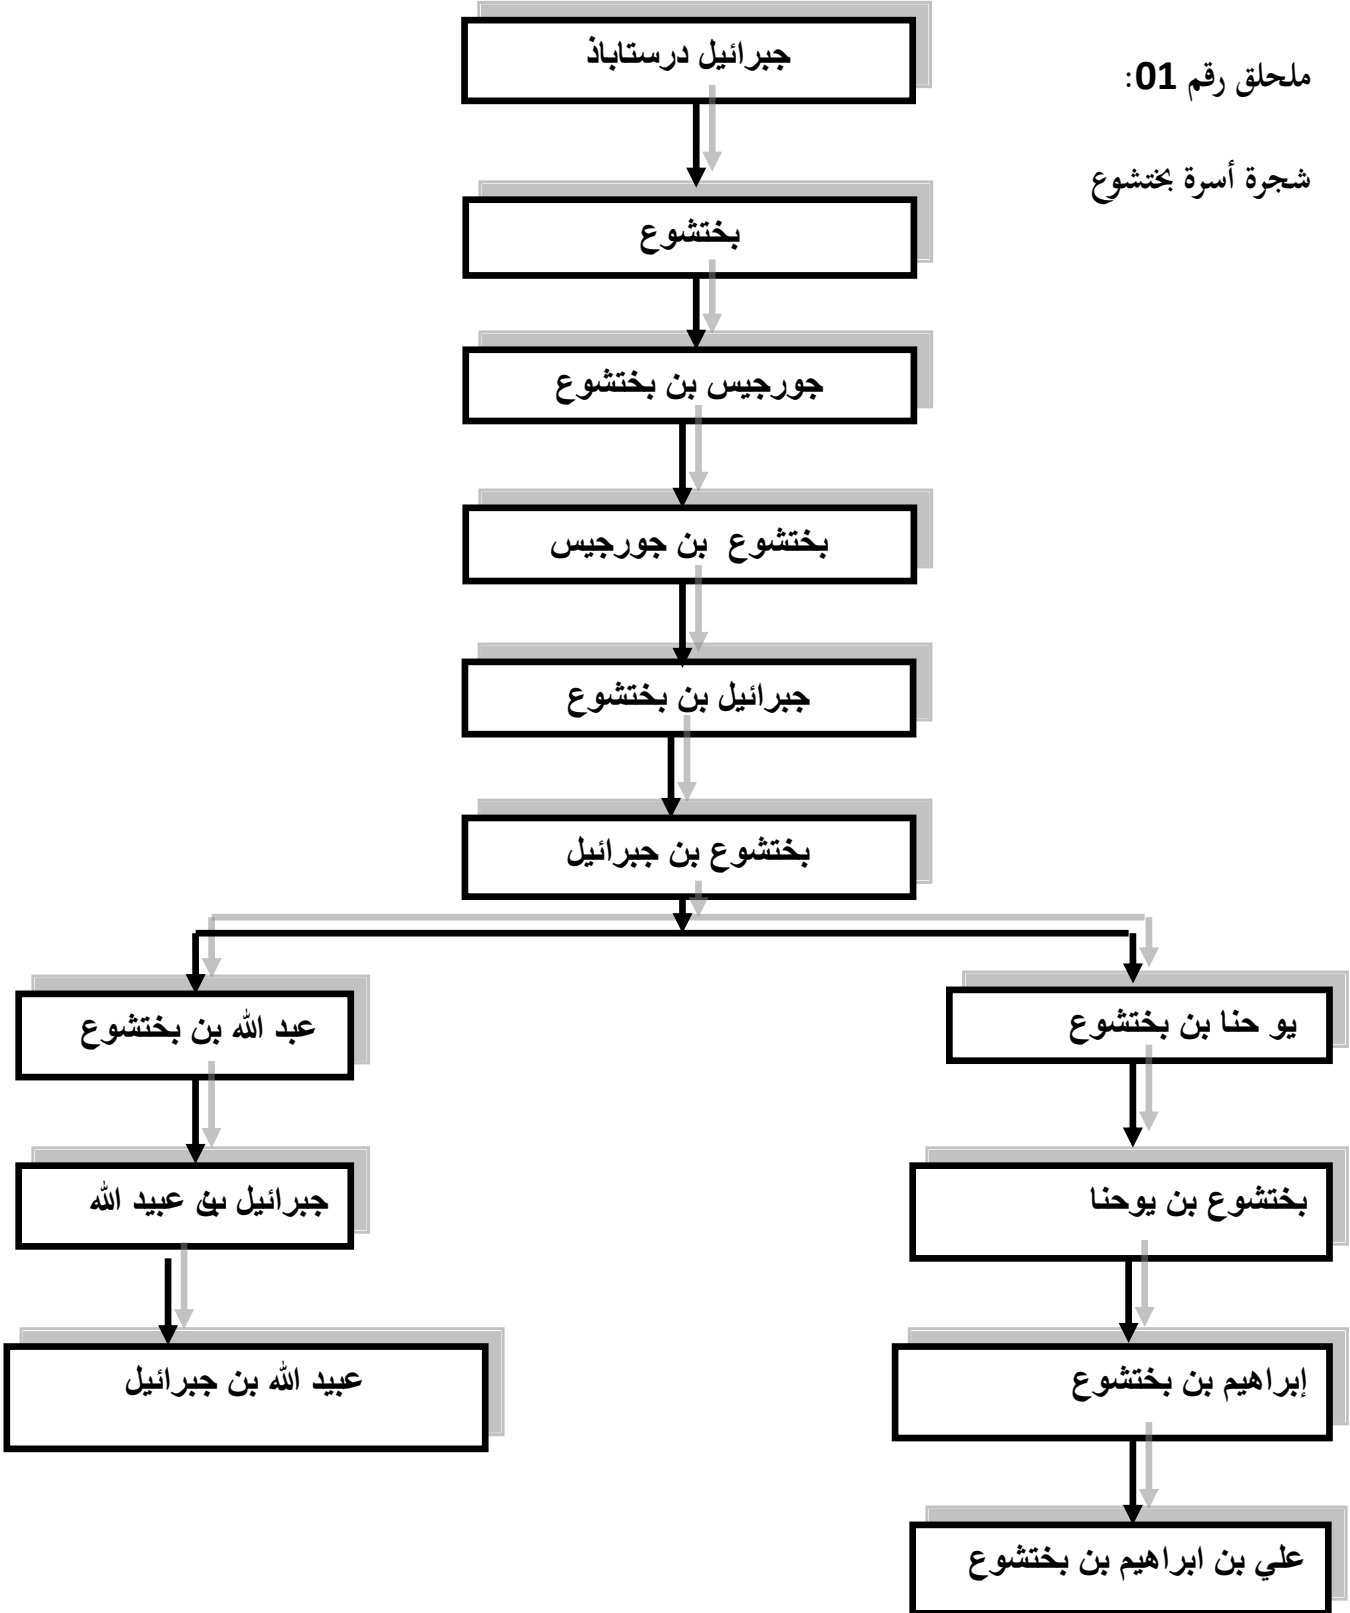 ملحلق رقم 01:
شجرة أسرة بختشوع
جبرائيل درستاباذ
بختشوع
جورجيس بن بختشوع
بختشوع بن جورجيس
جبرائيل بن بختشوع
بختشوع بن جبرائيل
يو حنا بن بختشوع
عبد الله بن بختشوع
بختشوع بن يوحنا
جبرائيل بن عبيد الله
إبراهيم بن بختشوع
عبيد الله بن جبرائيل
علي بن ابراهيم بن بختشوع